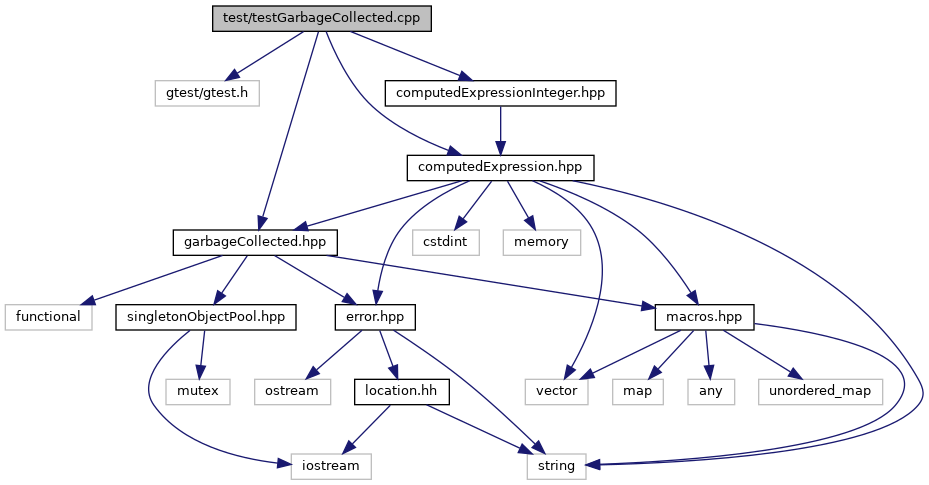 test/testGarbageCollected.cpp
gtest/gtest.h
computedExpressionInteger.hpp
computedExpression.hpp
garbageCollected.hpp
cstdint
memory
functional
singletonObjectPool.hpp
error.hpp
macros.hpp
mutex
ostream
location.hh
vector
map
any
unordered_map
iostream
string